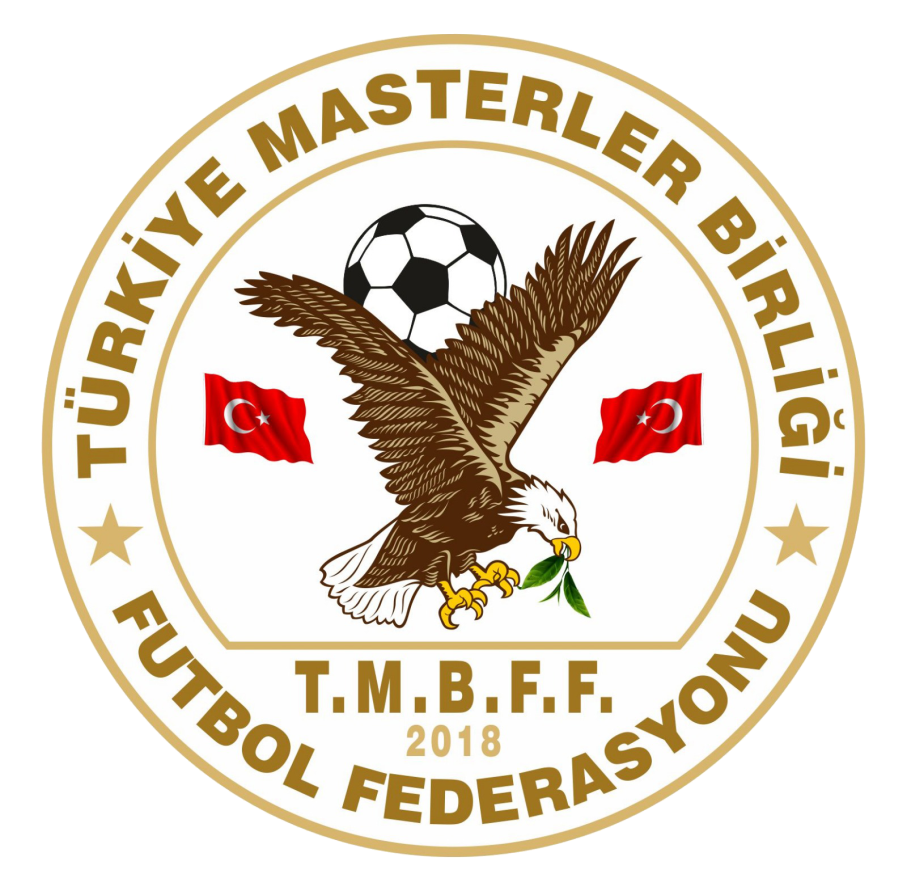 TÜRKİYE MASTERLER BİRLİĞİ
T.M.B.F.F.
2018
FUTBOL FEDERASYONU